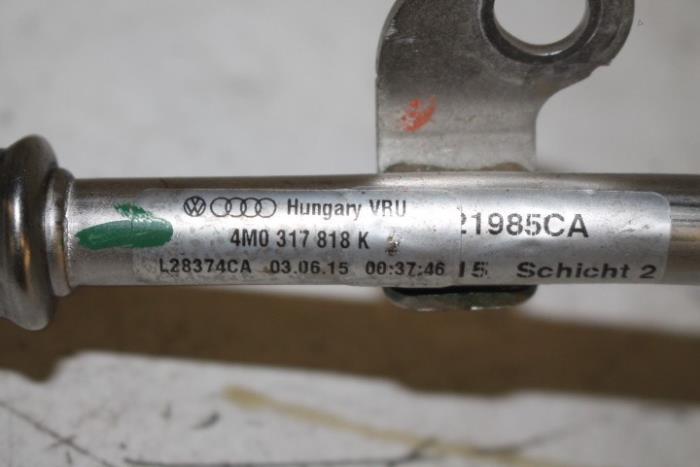 Hungary VRU
4M0 317 818 K
L28374CA 03.06.15 00:37:46
21985CA
15 Schicht 2